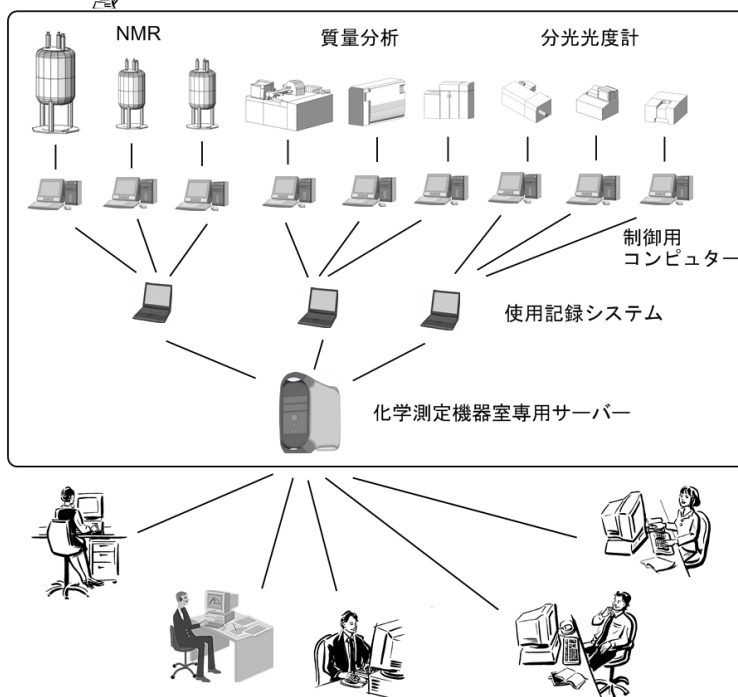 NMR
質量分析
分光光度計
制御用
コンピュター
使用記録システム
化学測定機器室専用サーバー